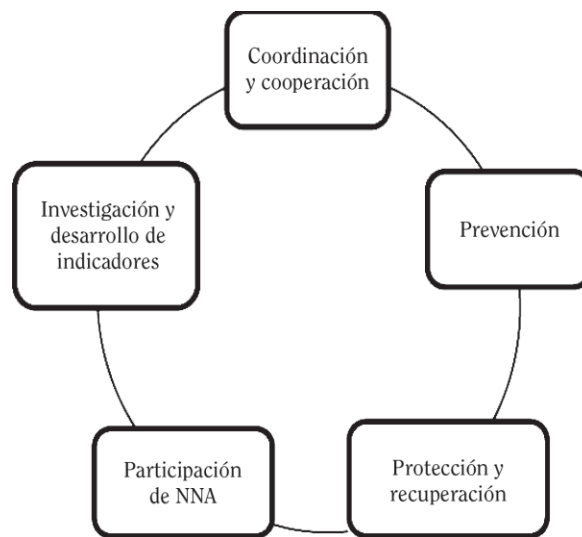 Coordinación
y cooperación
Prevención
Protección y
recuperación
Participación
de NNA
Investigación y
desarrollo de
indicadores